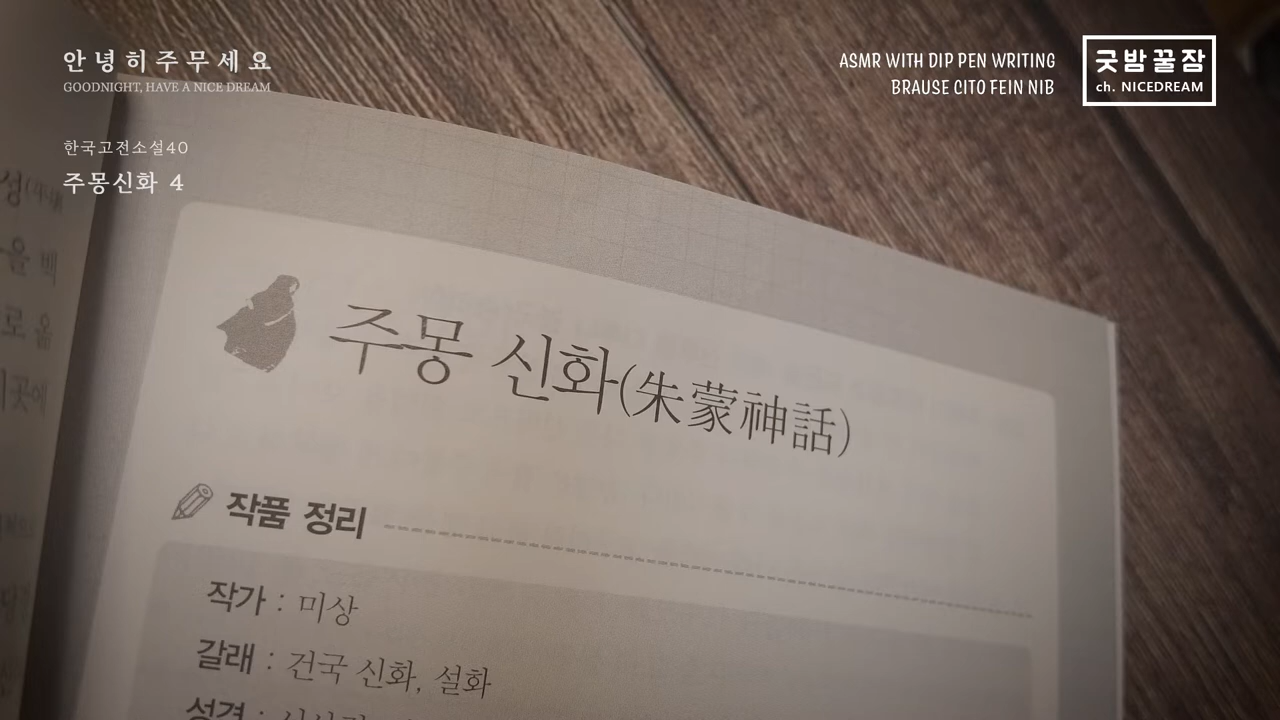 안녕히주무세요
GOODNIGHT, HAVE A NICE DREAM
ASMR WITH DIP PEN WRITING
BRAUSE CITO FEIN NIB
굿밤꿀잠
ch. NICEDREAM
한국고전소설40
주몽신화 4
주몽 신화(朱蒙神話)
작품 정리
작가 : 미상
갈래 : 건국 신화, 설화
성격 :